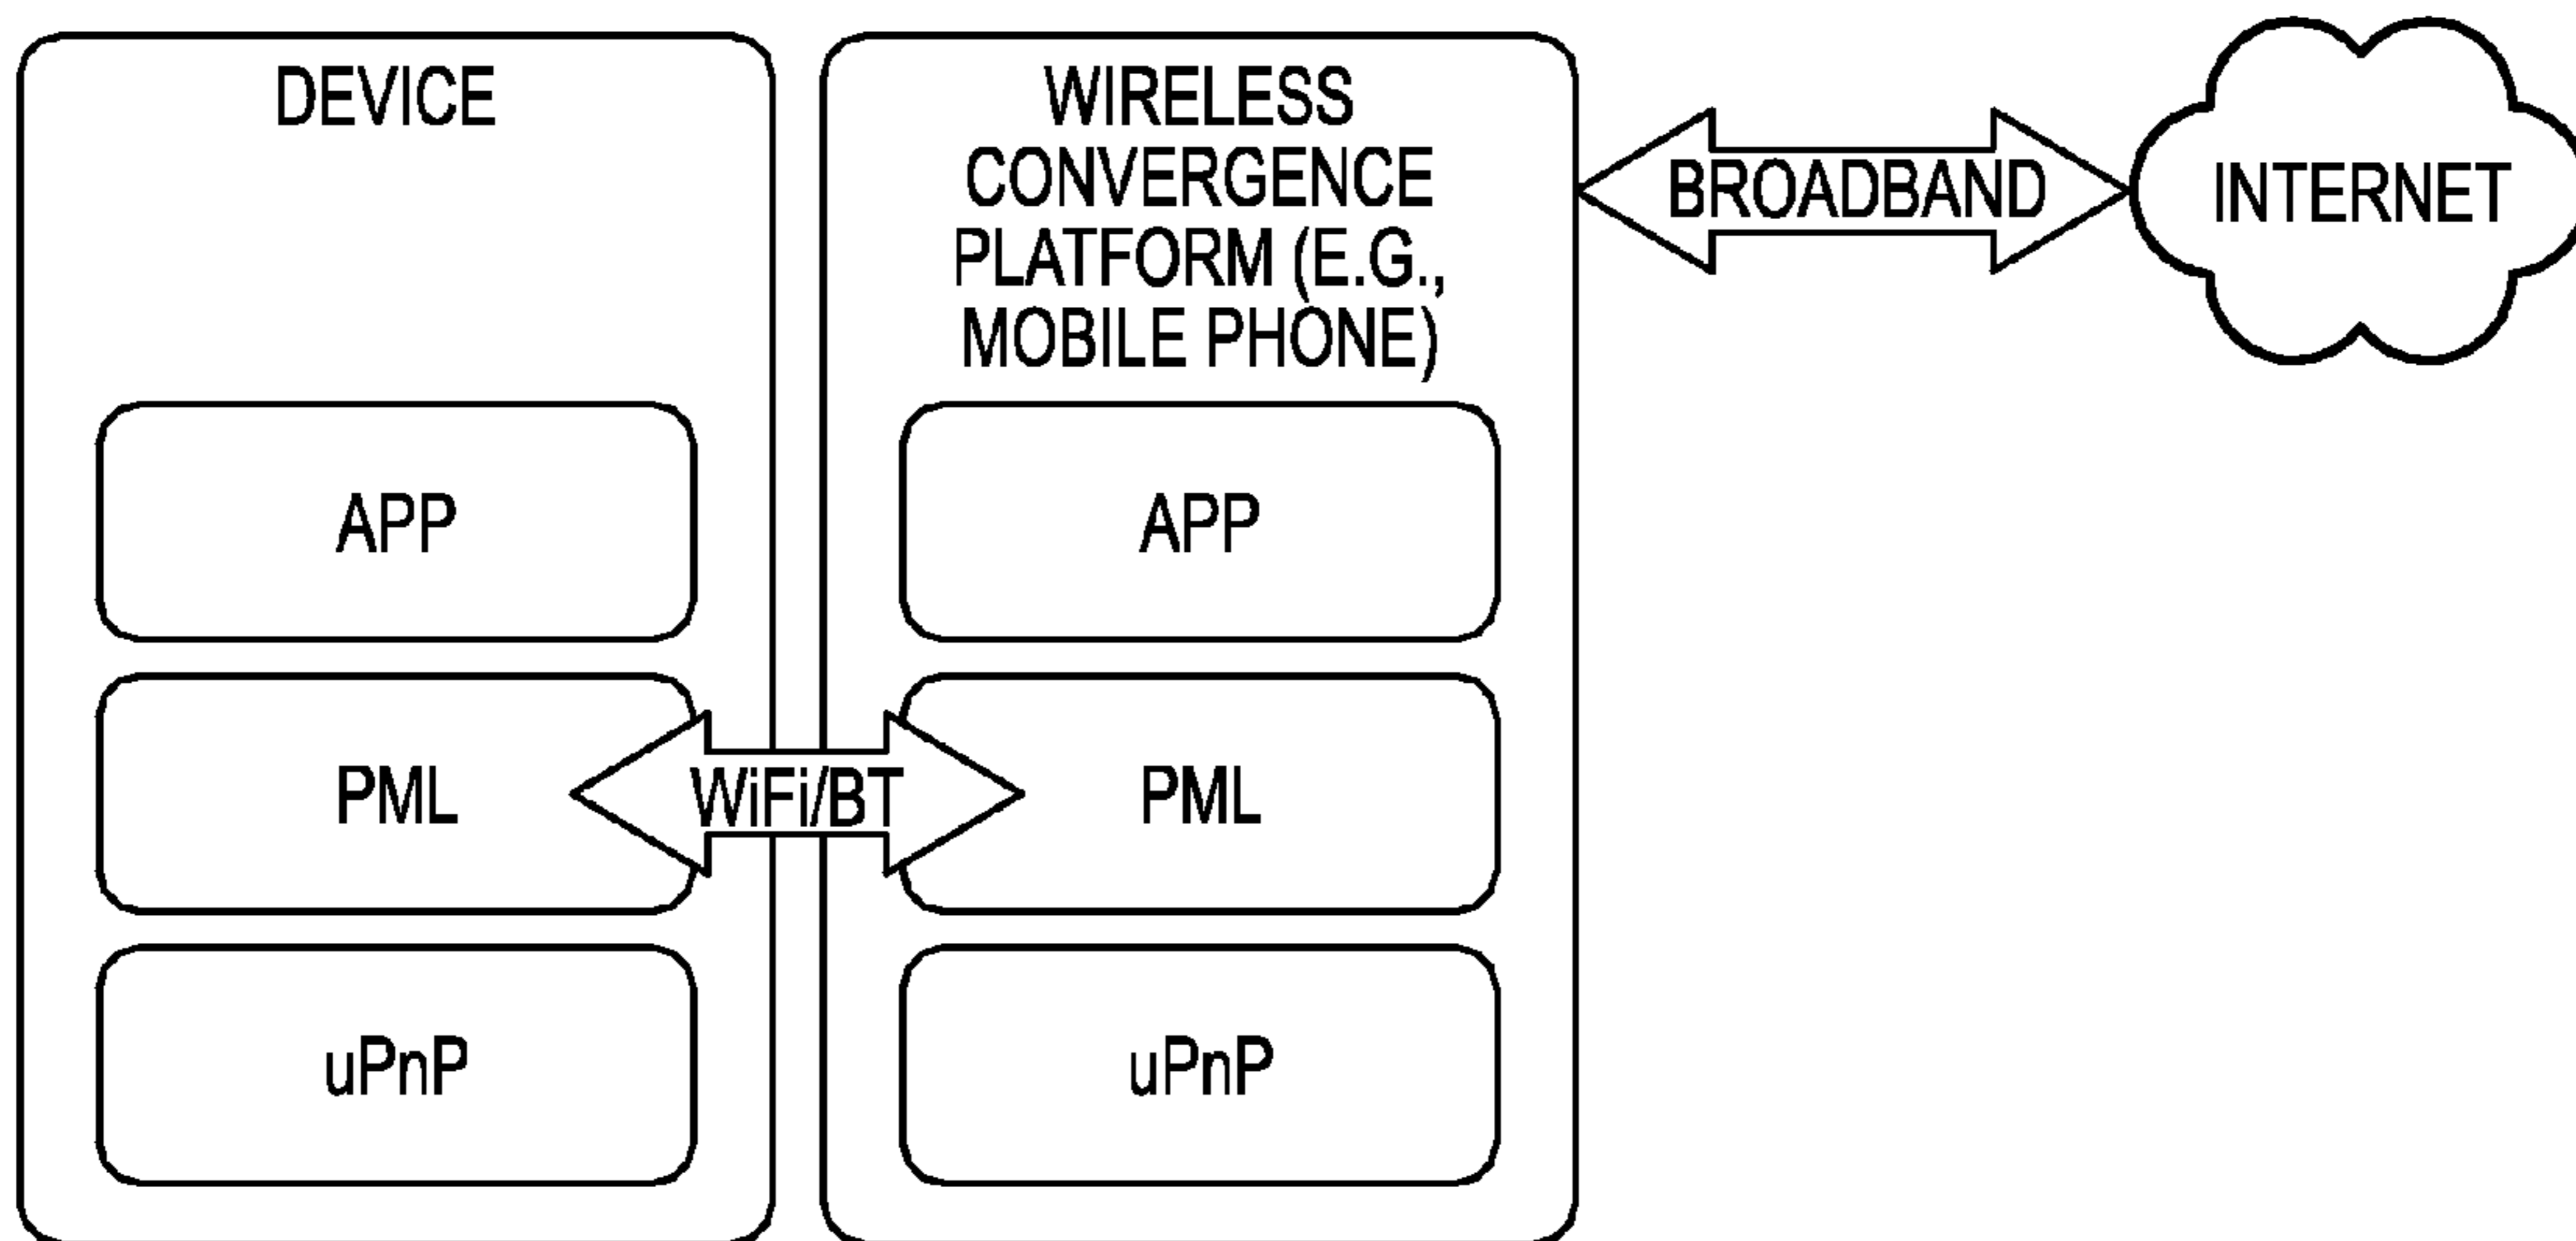 DEVICE
WIRELESS
CONVERGENCE
PLATFORM (E.G.,
MOBILE PHONE)
BROADBAND
INTERNET
APP
APP
PML
WiFi/BT
PML
uPnP
uPnP